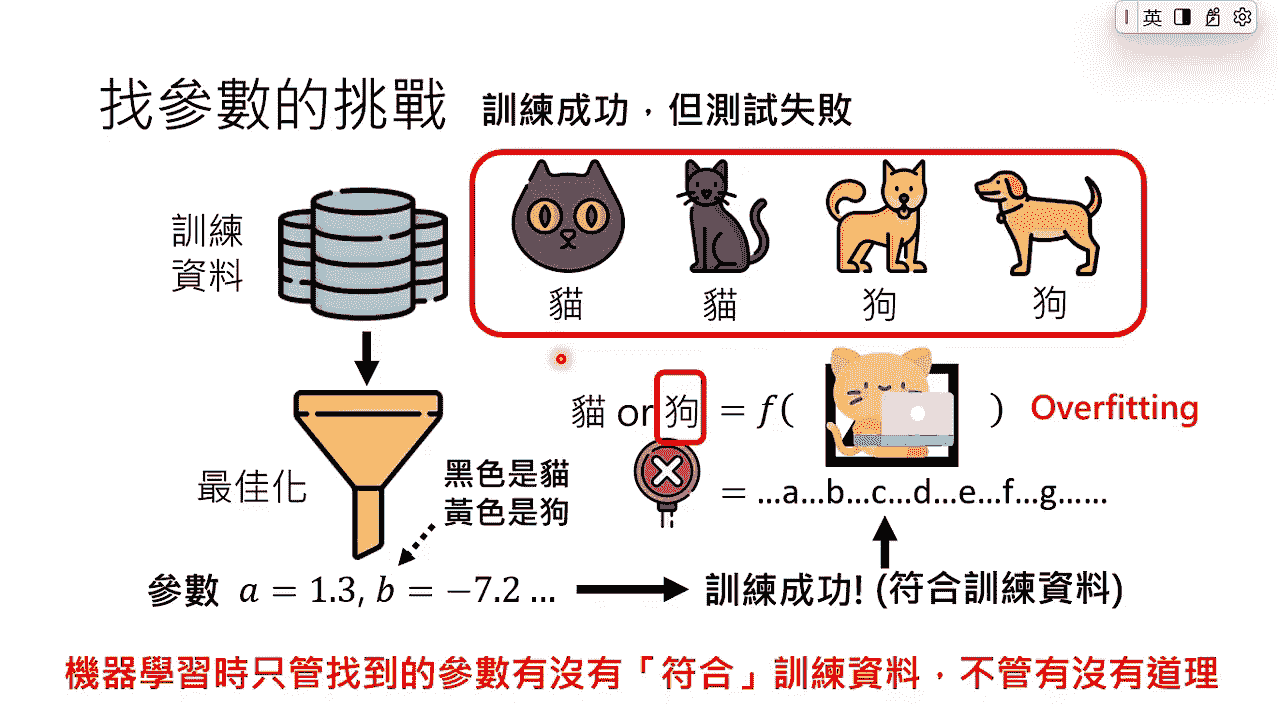 英
找參數的挑戰 訓練成功，但測試失敗
訓練
資料
貓 貓 狗 狗
貓 or 狗 = f( ) Overfitting
最佳化
黑色是貓
黃色是狗
= …a…b…c…d…e…f…g……
參數 a = 1.3, b = −7.2 …
訓練成功! (符合訓練資料)
機器學習時只管找到的參數有沒有「符合」訓練資料，不管有沒有道理